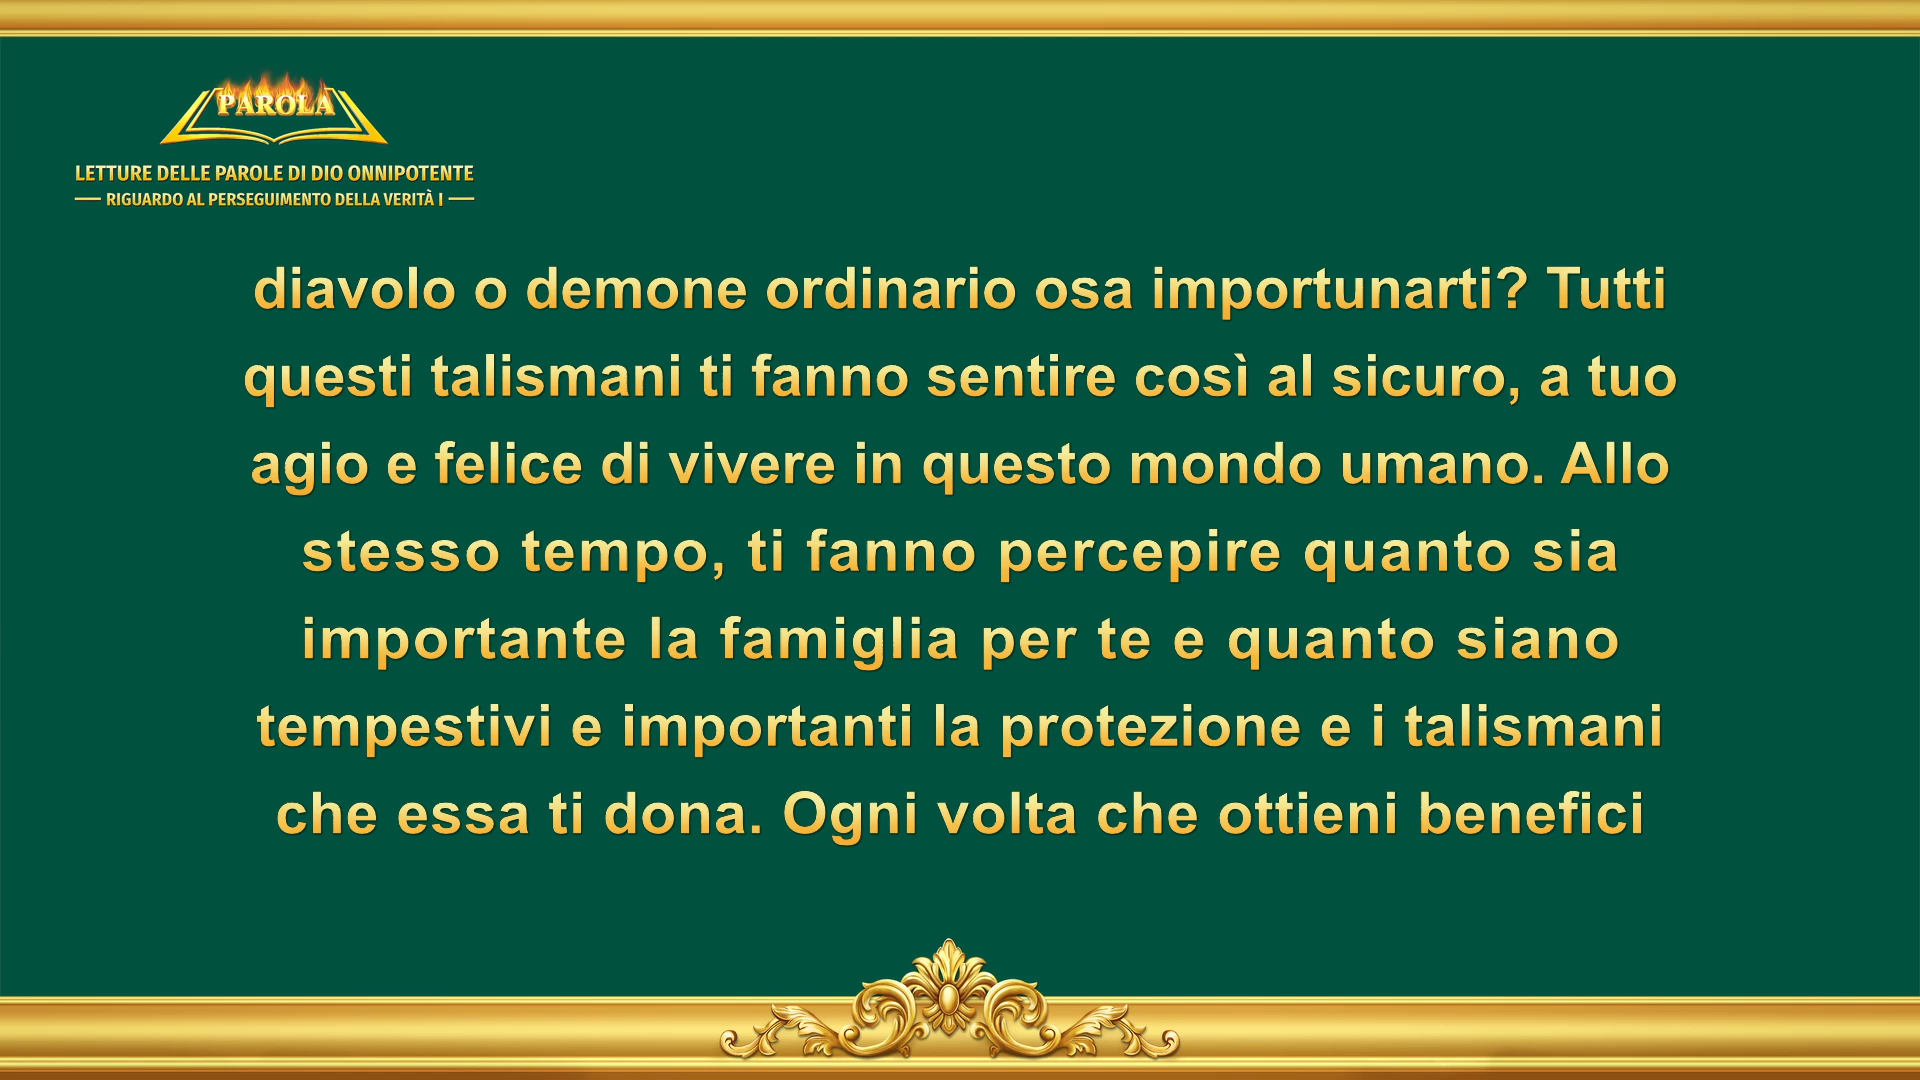 PAROLA
LETTURE DELLE PAROLE DI DIO ONNIPOTENTE
RIGUARDO AL PERSEGUIMENTO DELLA VERITÀ I
diavolo o demone ordinario osa importunarti? Tutti
questi talismani ti fanno sentire così al sicuro, a tuo
agio e felice di vivere in questo mondo umano. Allo
stesso tempo, ti fanno percepire quanto sia
importante la famiglia per te e quanto siano
tempestivi e importanti la protezione e i talismani
che essa ti dona. Ogni volta che ottieni benefici